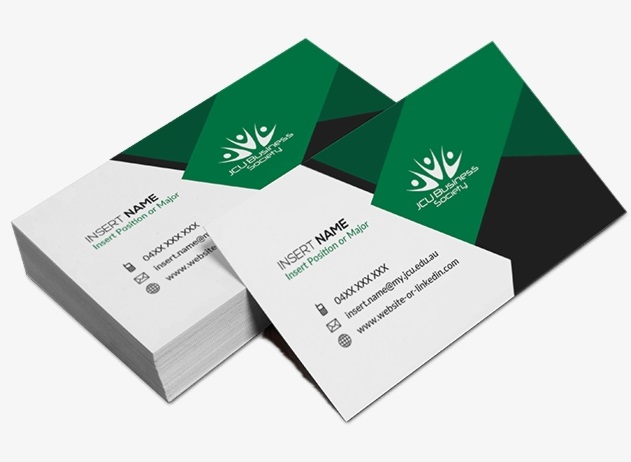 JCU Business
Society
INSERT NAME
Insert Position or Major
04XX XXX XXX
insert.name@my.jcu.edu.au
www.website-or-linkedin.com
JCU Business
Society
INSERT NAME
Insert Position or Major
04XX XXX XXX
insert.name@my.jc
www.website-